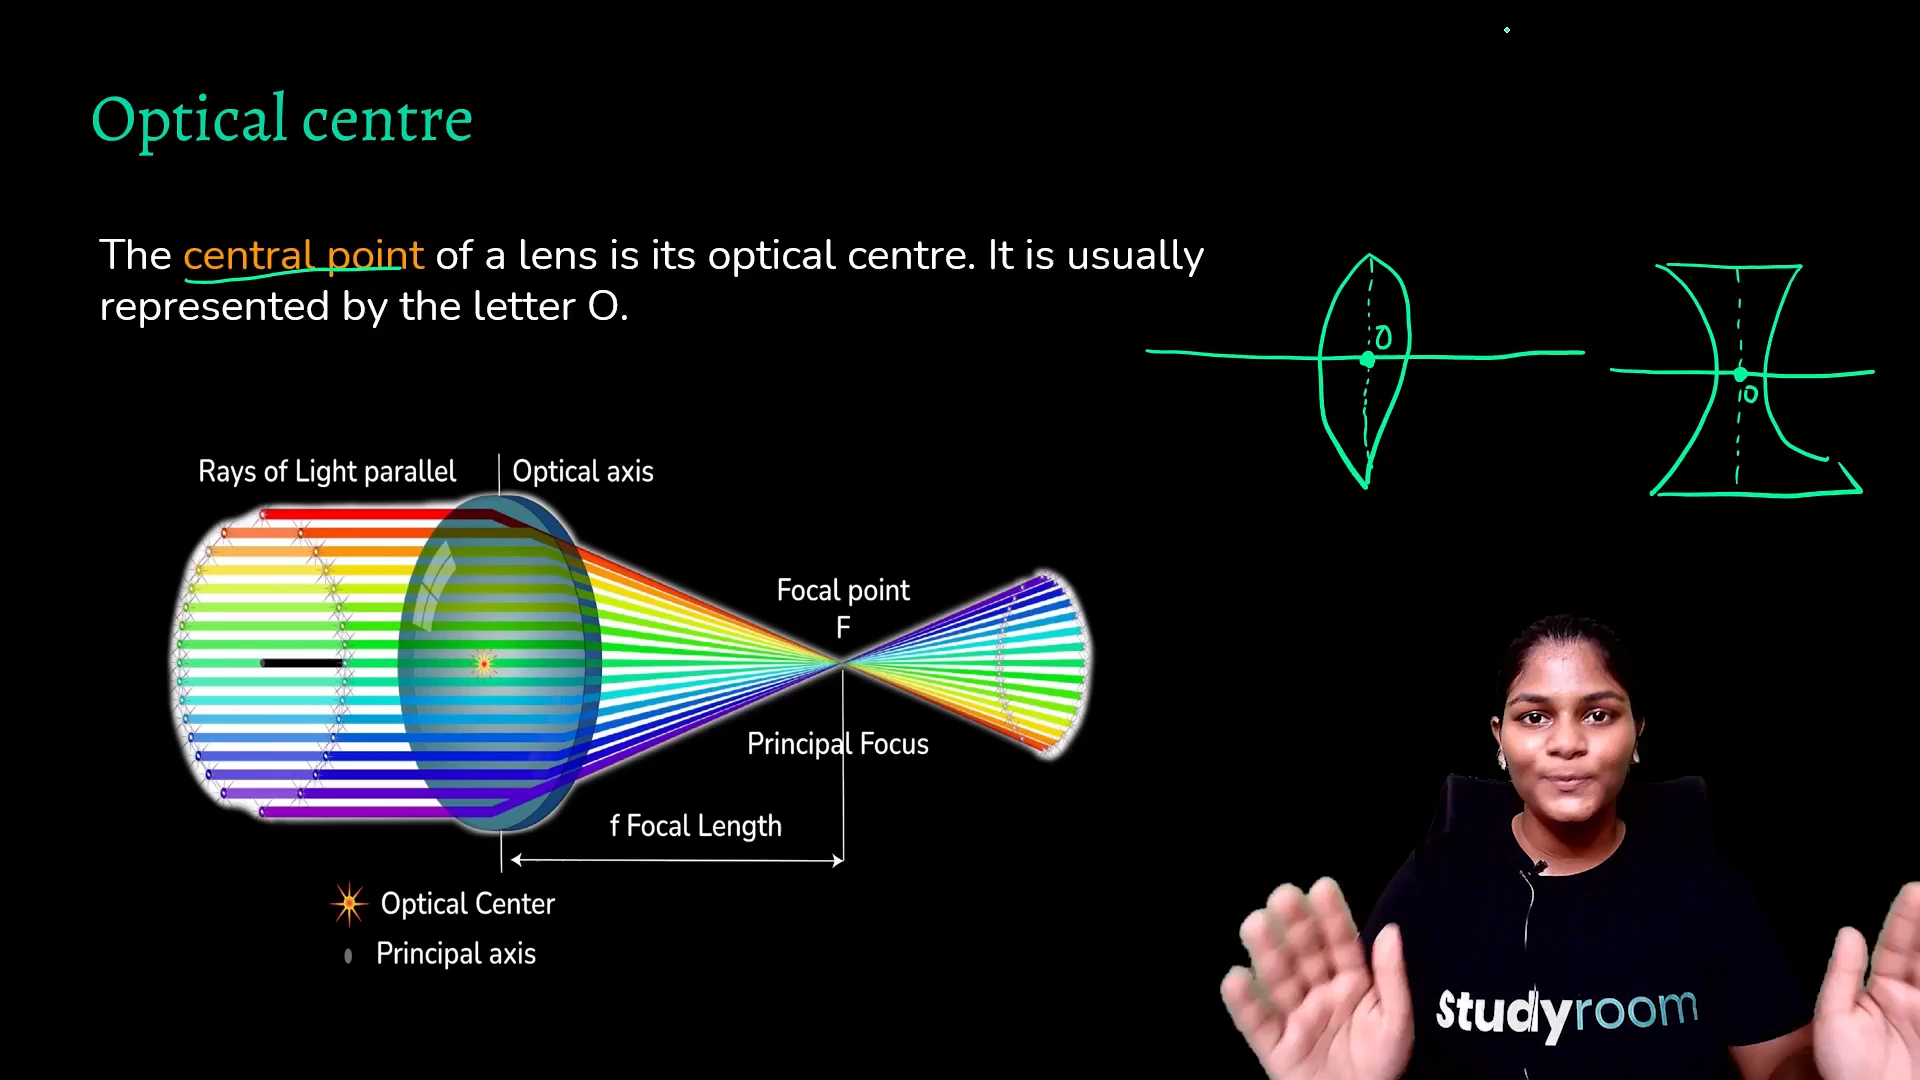 Optical centre
The central point of a lens is its optical centre. It is usually
represented by the letter O.
O
O
Rays of Light parallel
Optical axis
Focal point
F
Principal Focus
f Focal Length
Optical Center
Principal axis
Studyroom